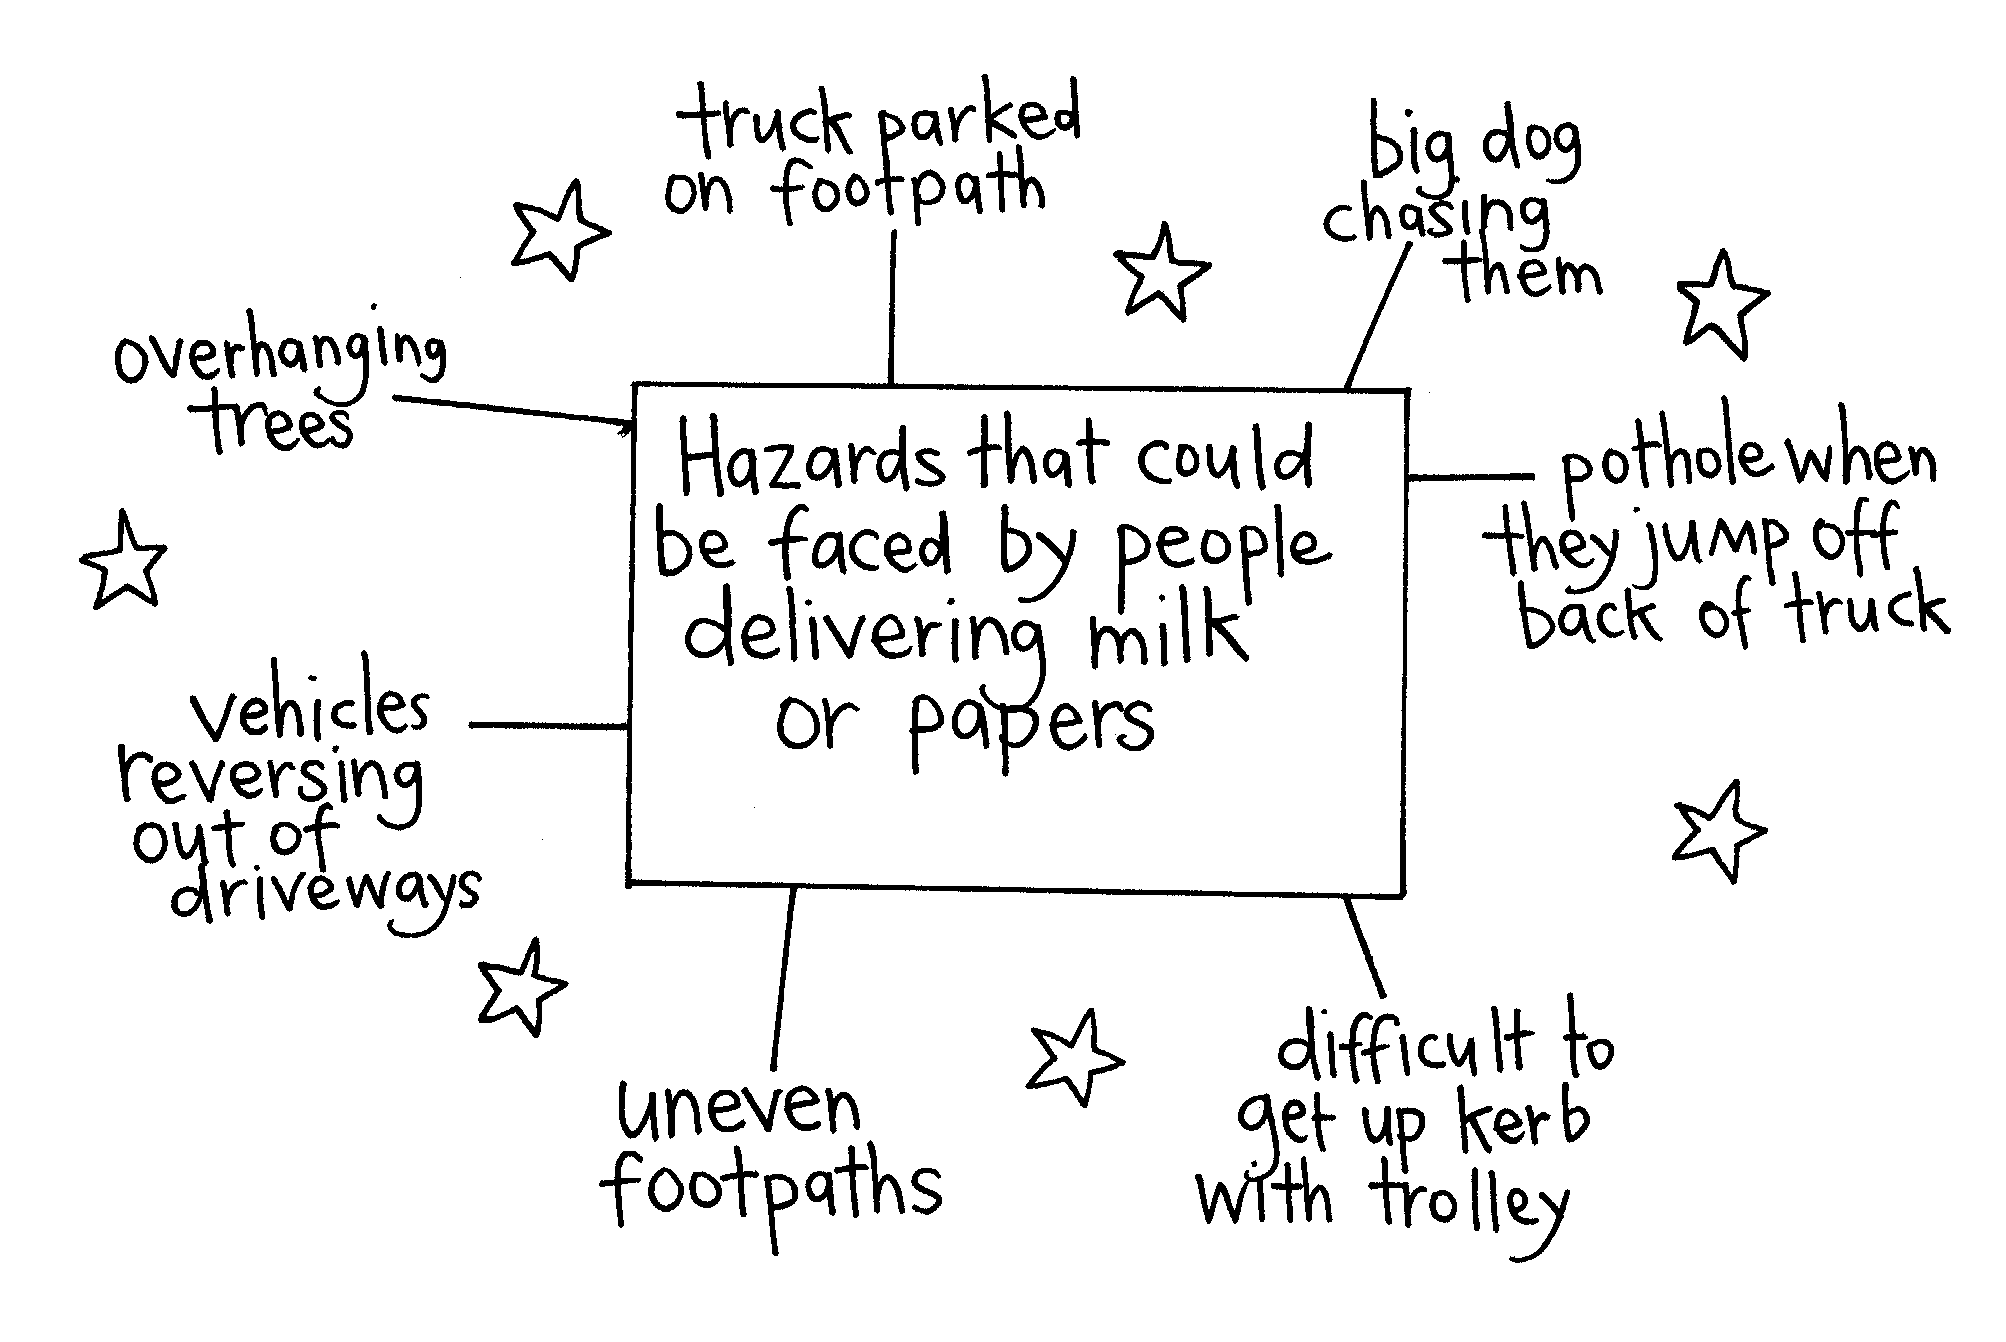 truck parked
on footpath
big dog
chasing
them
overhanging
trees
Hazards that could
be faced by people
delivering milk
or papers
pothole when
they jump off
back of truck
vehicles
reversing
out of
driveways
uneven
footpaths
difficult to
get up kerb
with trolley